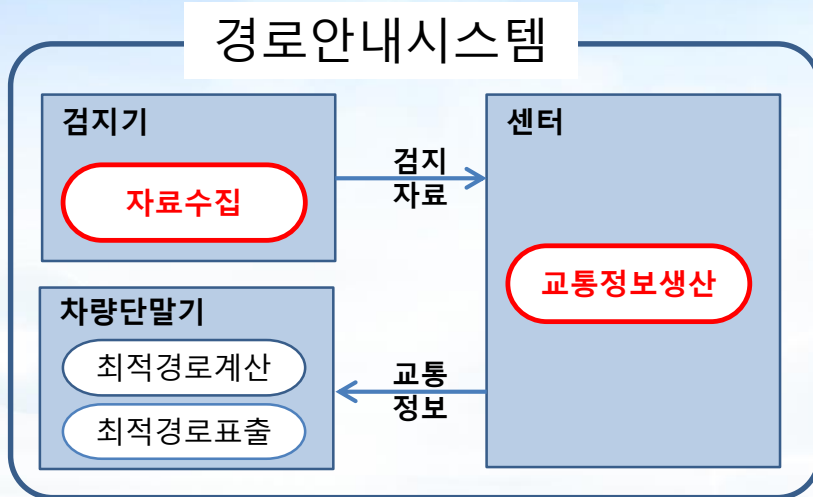 경로안내시스템
검지기
자료수집
검지
자료
센터
교통정보생산
차량단말기
최적경로계산
최적경로표출
교통
정보